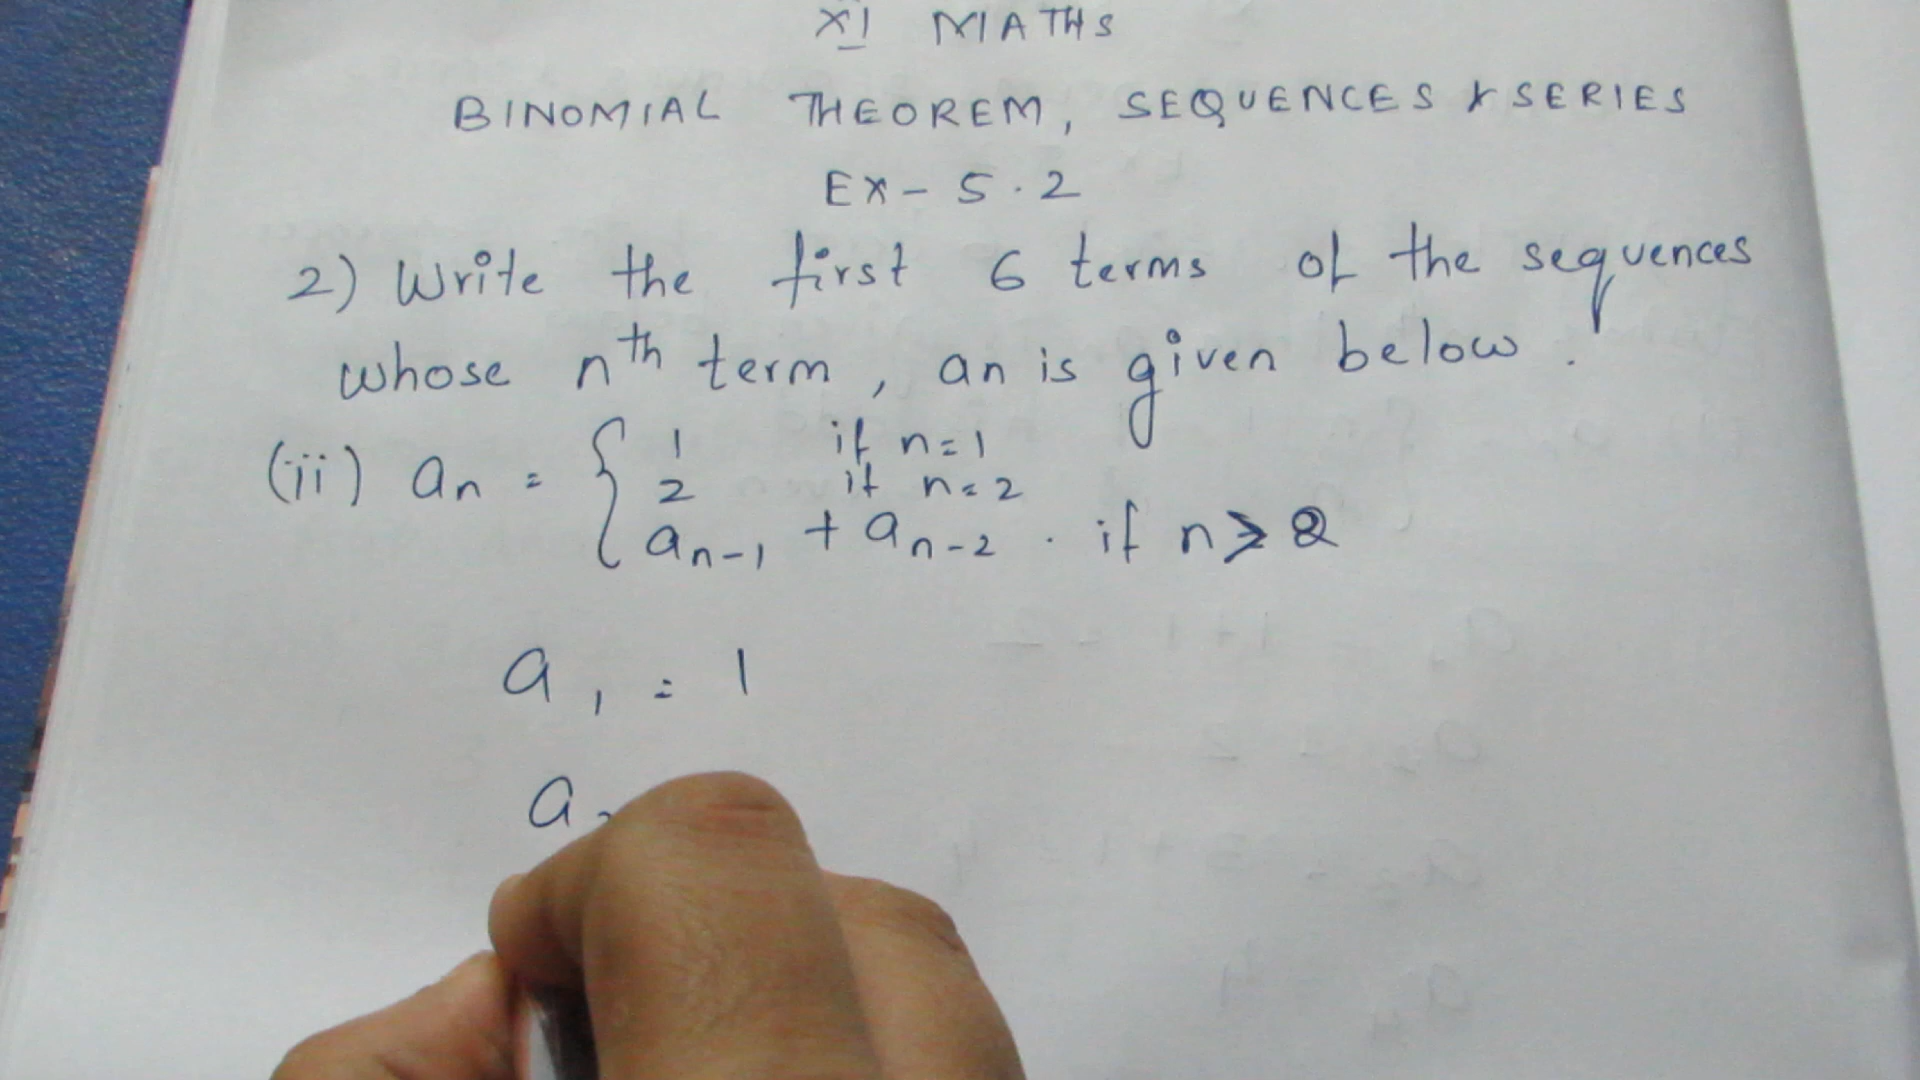 XI MATHS
BINOMIAL THEOREM, SEQUENCES & SERIES
EX - 5.2
2) Write the first 6 terms of the sequences
whose nth term, an is given below.
(ii) an = { 1 if n=1
2 if n=2
an-1 + an-2 . if n > 2
a1 = 1
a